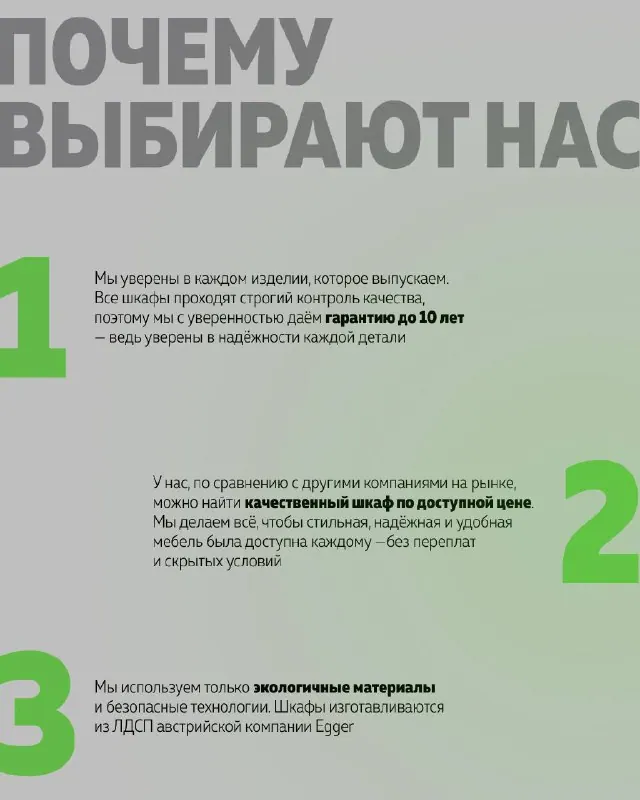 ПОЧЕМУ
ВЫБИРАЮТ НАС
1
Мы уверены в каждом изделии, которое выпускаем.
Все шкафы проходят строгий контроль качества,
поэтому мы с уверенностью даём гарантию до 10 лет
— ведь уверены в надёжности каждой детали
У нас, по сравнению с другими компаниями на рынке,
можно найти качественный шкаф по доступной цене.
Мы делаем всё, чтобы стильная, надёжная и удобная
мебель была доступна каждому —без переплат
и скрытых условий
2
3
Мы используем только экологичные материалы
и безопасные технологии. Шкафы изготавливаются
из ЛДСП австрийской компании Egger